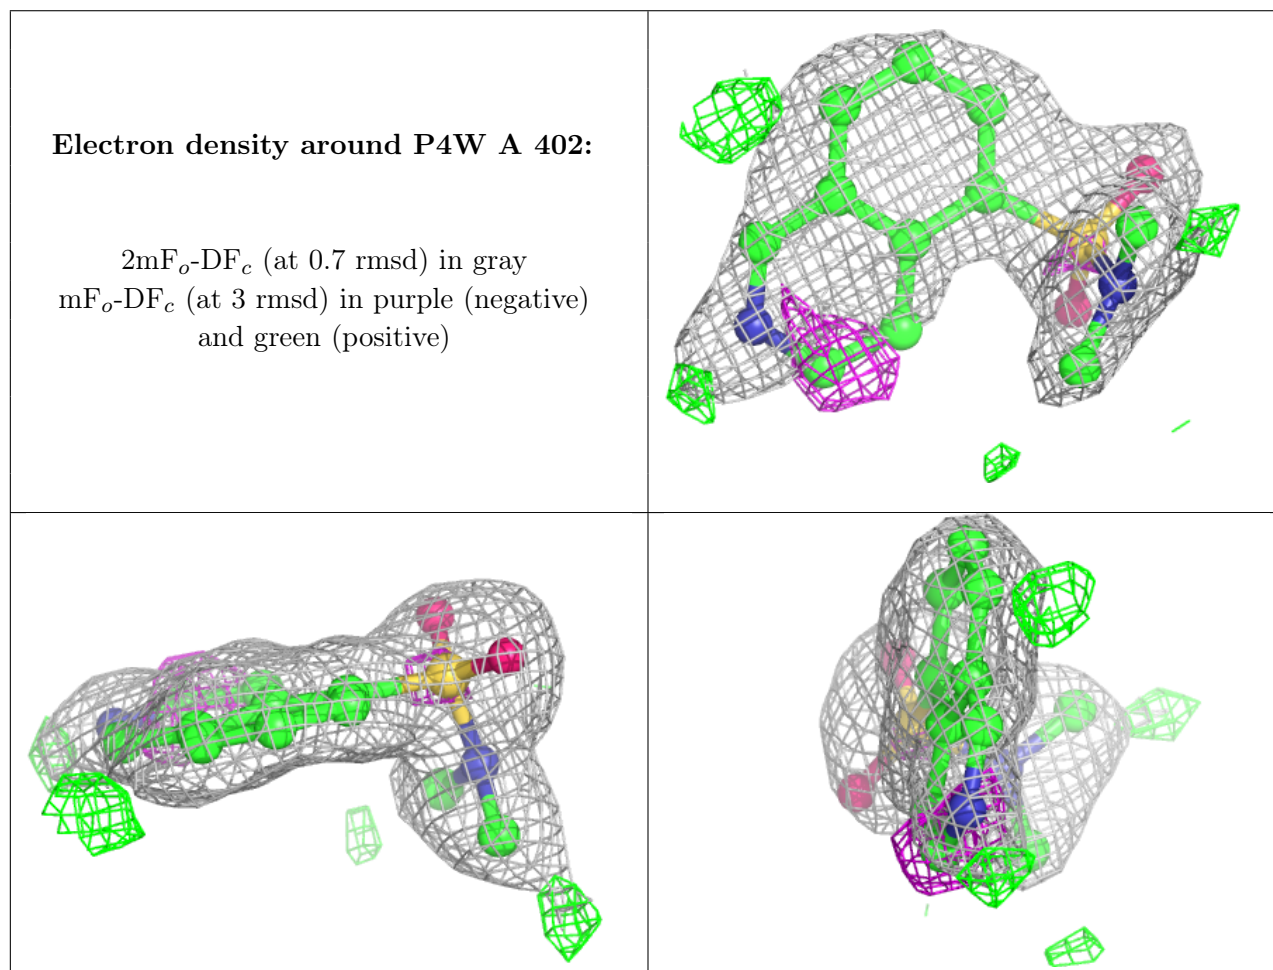 Electron density around P4W A 402:
2mFo-DFc (at 0.7 rmsd) in gray
mFo-DFc (at 3 rmsd) in purple (negative)
and green (positive)